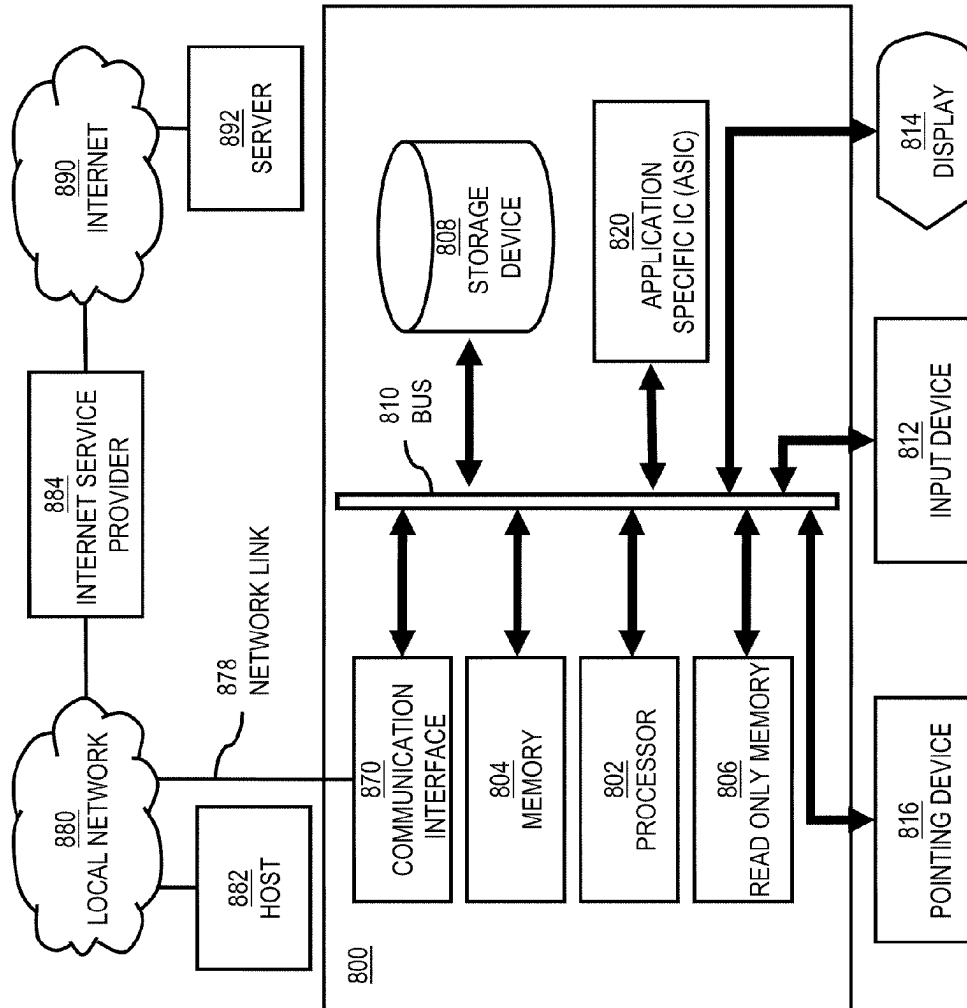 880
LOCAL NETWORK
884
INTERNET SERVICE
PROVIDER
890
INTERNET
882
HOST
878
NETWORK LINK
892
SERVER
800
870
COMMUNICATION
INTERFACE
810
BUS
808
STORAGE
DEVICE
804
MEMORY
802
PROCESSOR
820
APPLICATION
SPECIFIC IC (ASIC)
806
READ ONLY MEMORY
816
POINTING DEVICE
812
INPUT DEVICE
814
DISPLAY